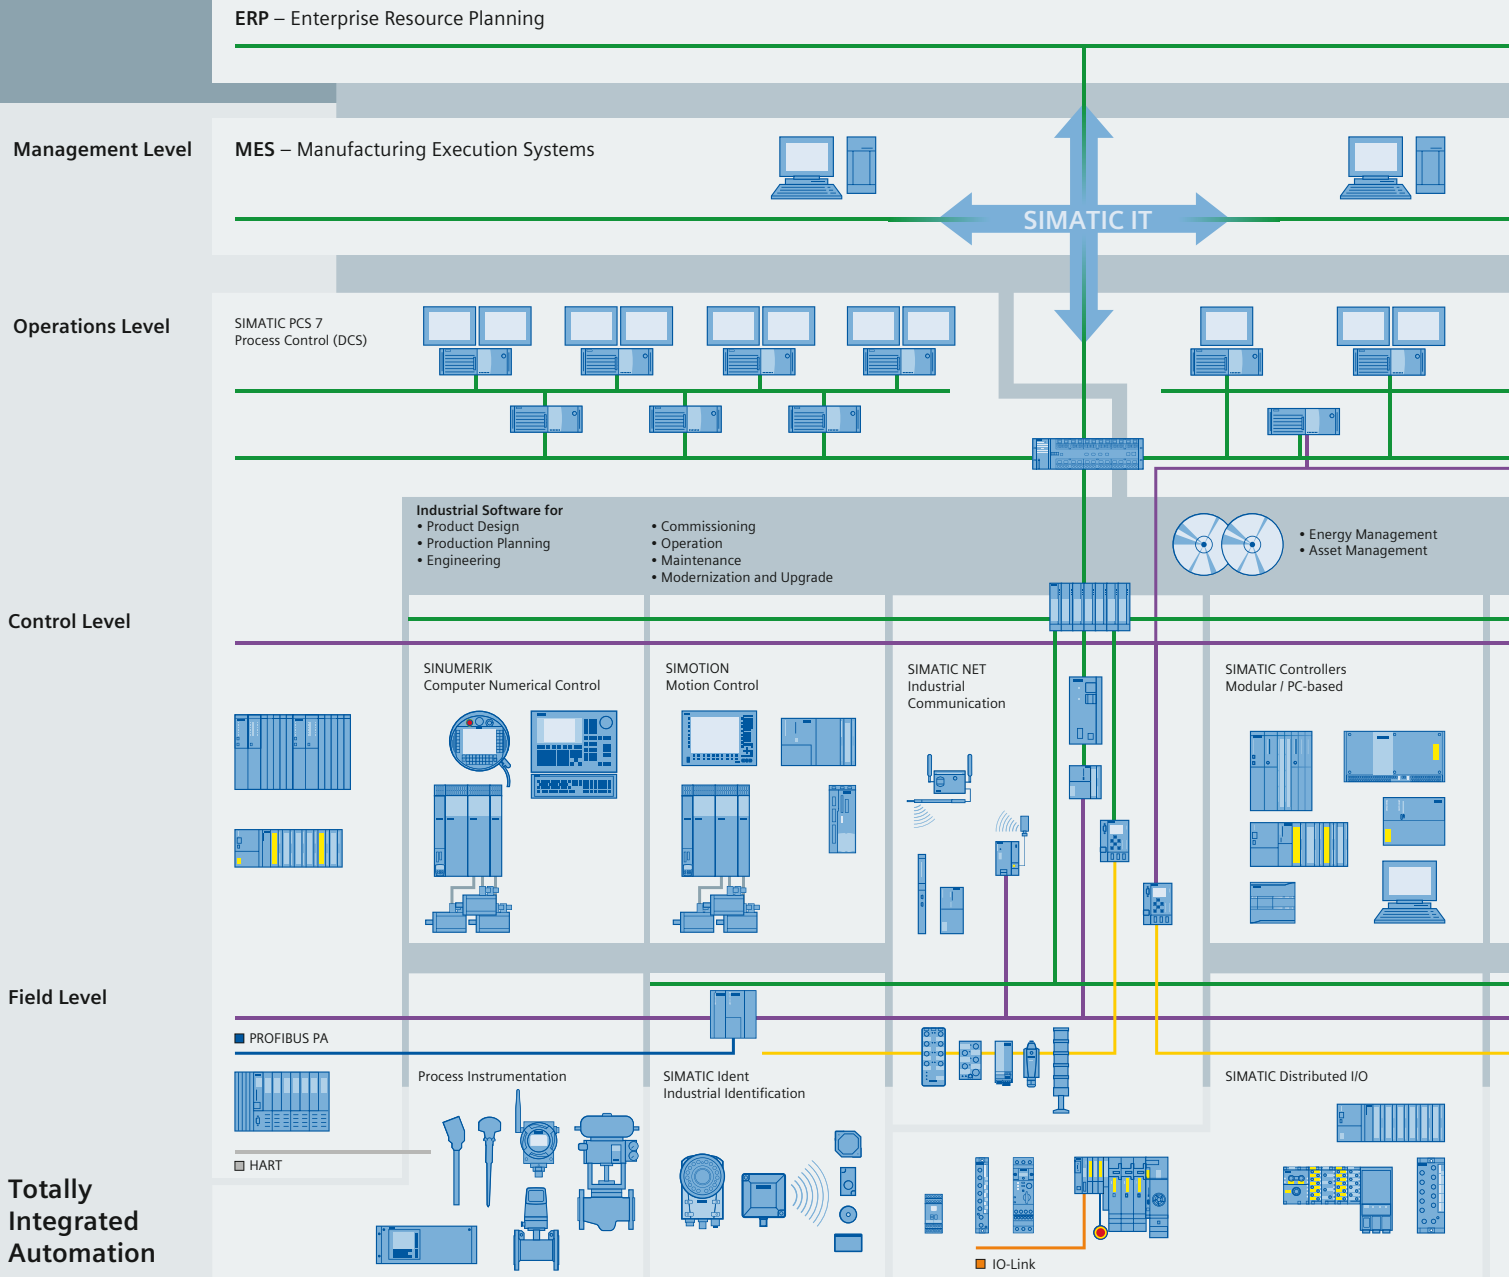 ERP – Enterprise Resource Planning
Management Level
MES – Manufacturing Execution Systems
SIMATIC IT
Operations Level
SIMATIC PCS 7
Process Control (DCS)
Industrial Software for
• Product Design
• Production Planning
• Engineering
• Commissioning
• Operation
• Maintenance
• Modernization and Upgrade
• Energy Management
• Asset Management
Control Level
SINUMERIK
Computer Numerical Control
SIMOTION
Motion Control
SIMATIC NET
Industrial
Communication
SIMATIC Controllers
Modular / PC-based
Field Level
PROFIBUS PA
Process Instrumentation
SIMATIC Ident
Industrial Identification
SIMATIC Distributed I/O
HART
IO-Link
Totally
Integrated
Automation